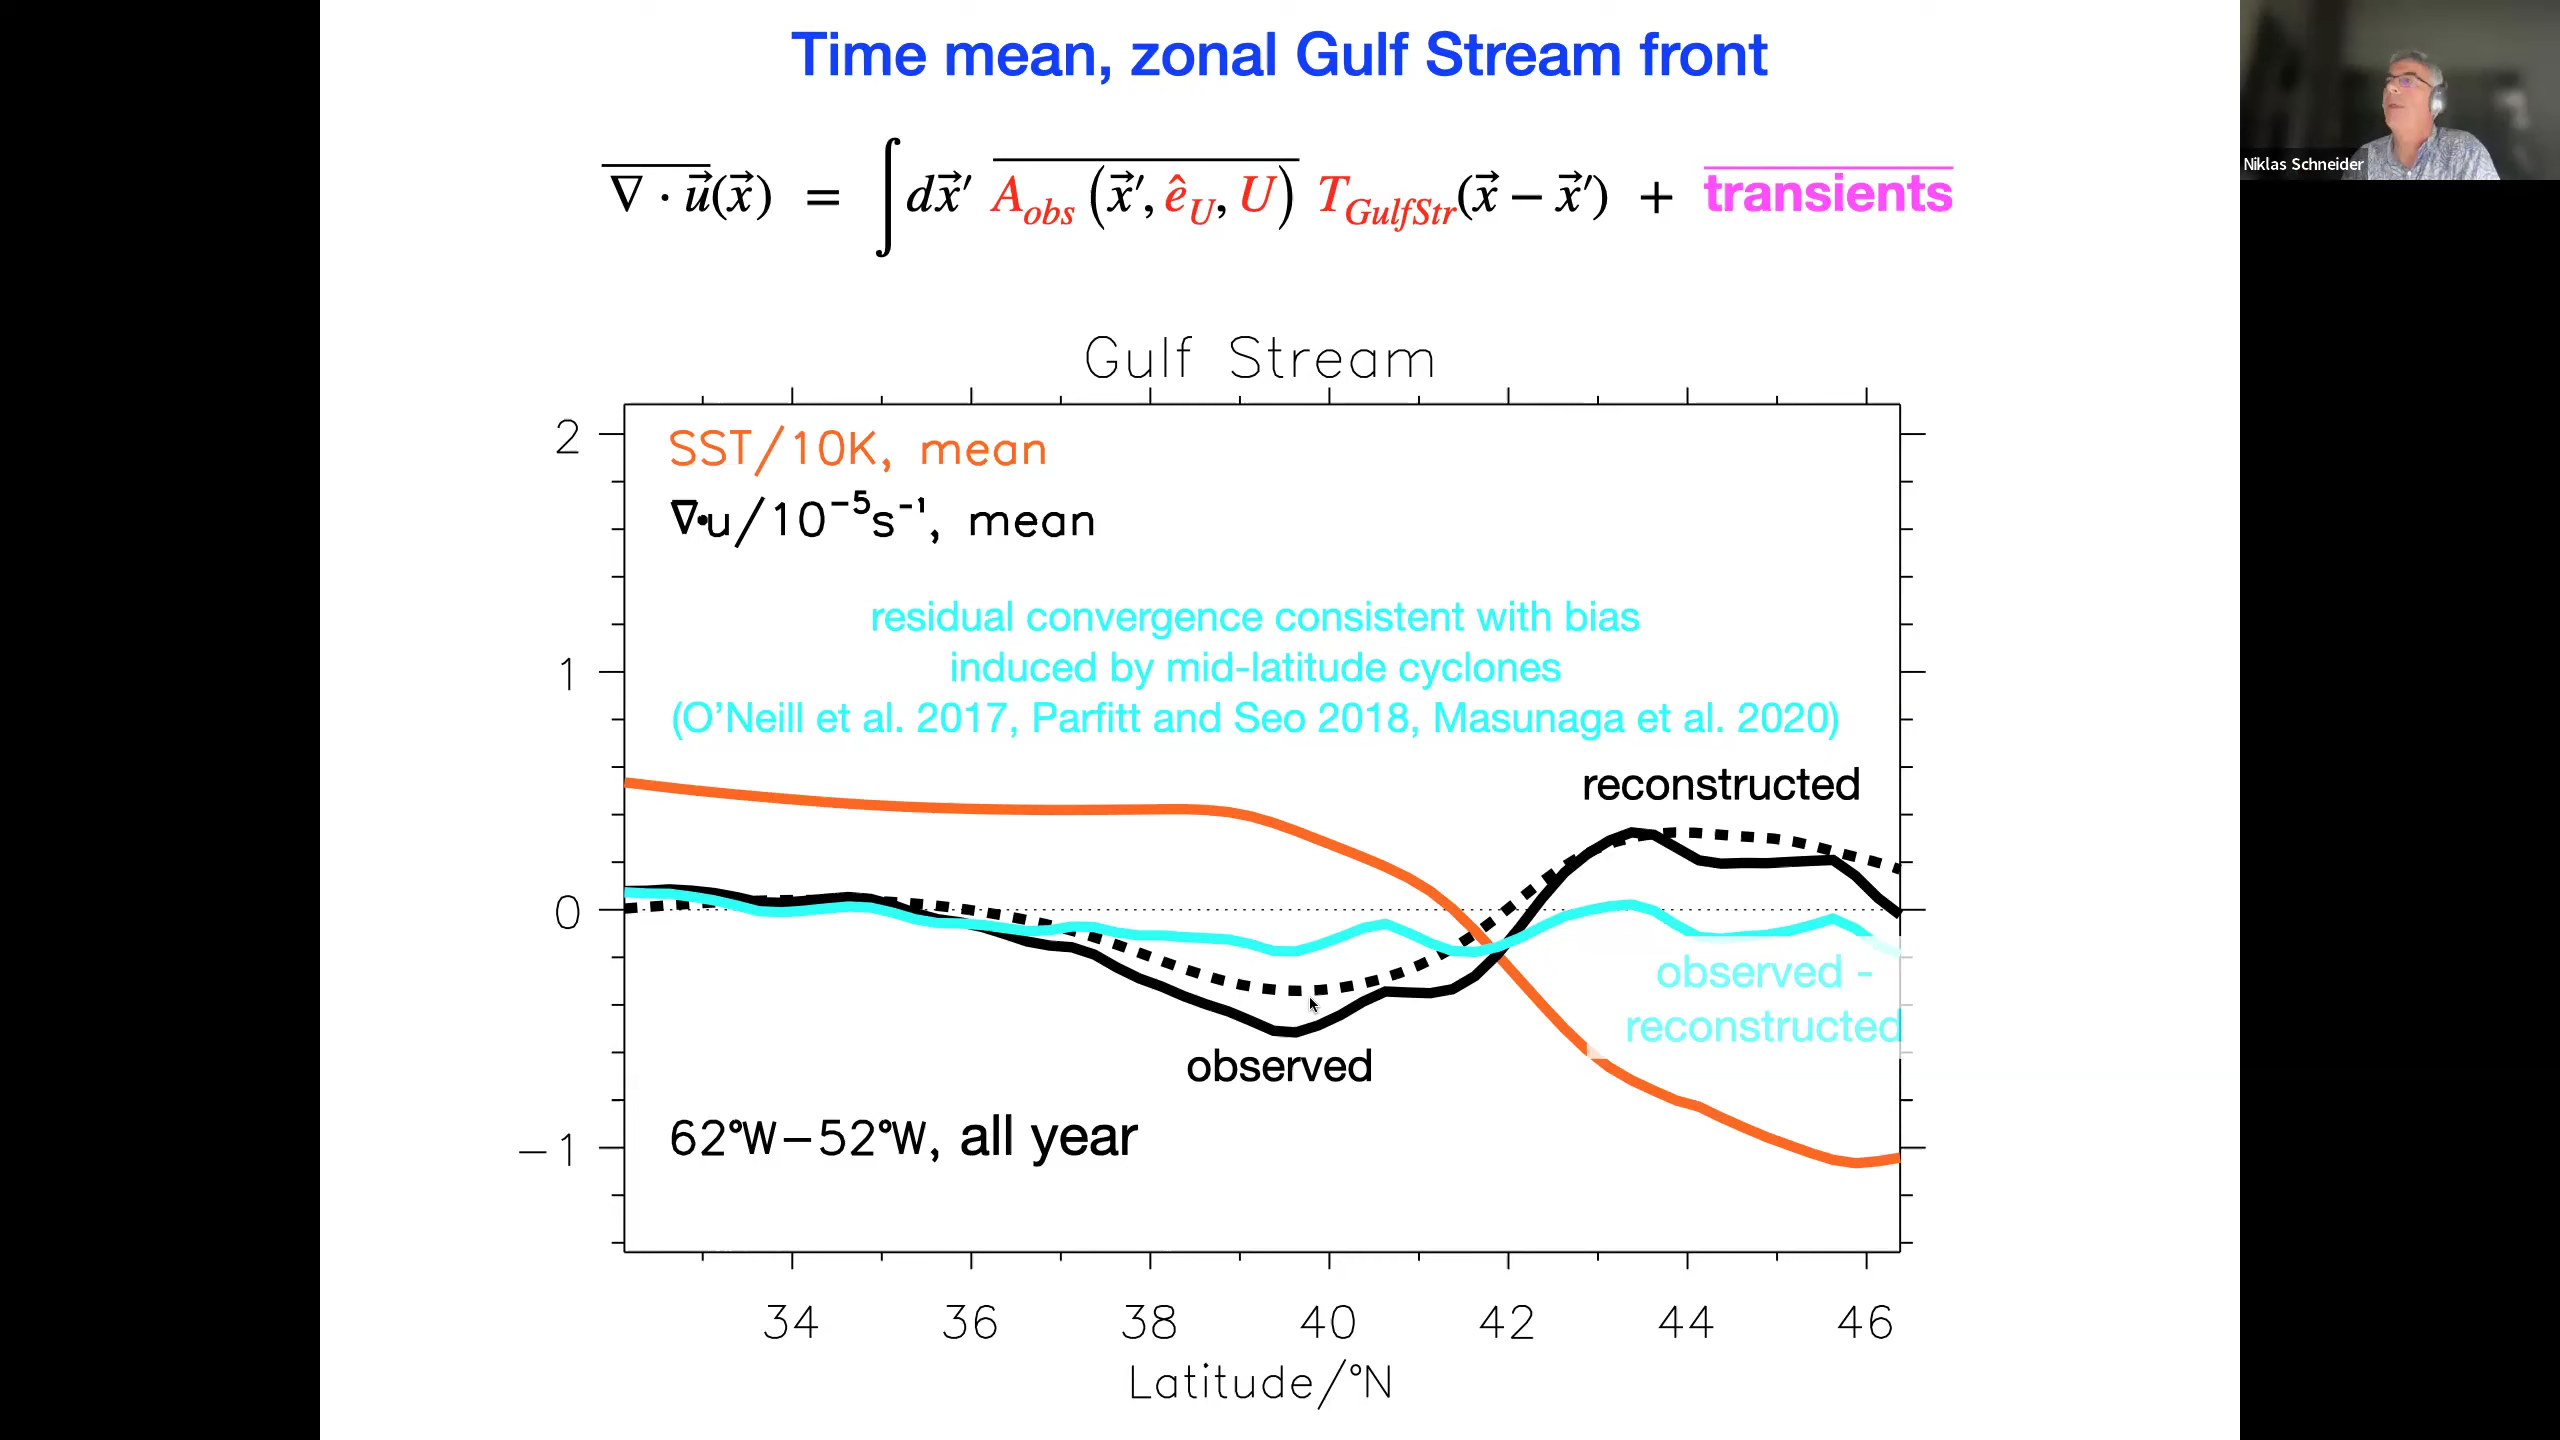 Time mean, zonal Gulf Stream front
Niklas Schneider
∇ · u⃗(x⃗) = ∫ dx⃗′ A_obs (x⃗′, ê_U, U) T_GulfStr(x⃗ − x⃗′) + transients
Gulf Stream
2
SST/10K, mean
∇•u/10⁻⁵s⁻¹, mean
residual convergence consistent with bias
induced by mid-latitude cyclones
1
(O’Neill et al. 2017, Parfitt and Seo 2018, Masunaga et al. 2020)
reconstructed
0
observed -
reconstructed
observed
62°W−52°W, all year
−1
34 36 38 40 42 44 46
Latitude/°N